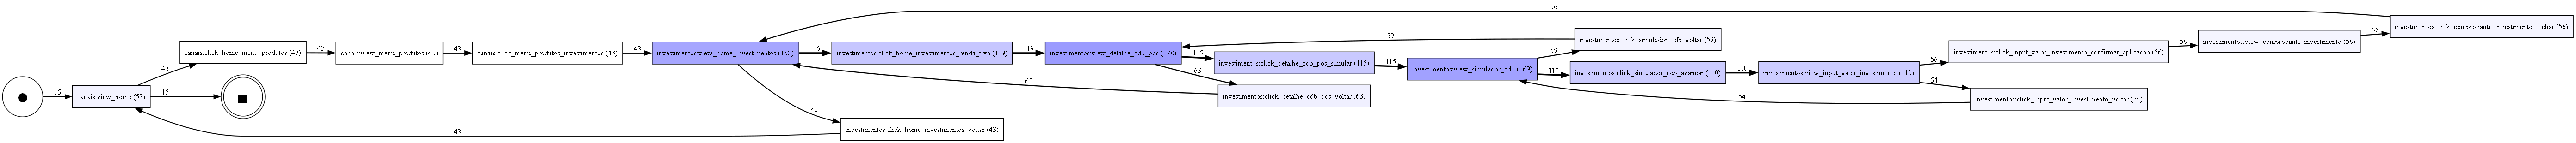 56
investimentos:click_comprovante_investimento_fechar (56)
59
investimentos:click_simulador_cdb_voltar (59)
43
canais:click_home_menu_produtos (43)
43
canais:view_menu_produtos (43)
43
canais:click_menu_produtos_investimentos (43)
43
investimentos:view_home_investimentos (162)
119
investimentos:click_home_investimentos_renda_fixa (119)
119
investimentos:view_detalhe_cdb_pos (178)
115
investimentos:click_detalhe_cdb_pos_simular (115)
115
investimentos:view_simulador_cdb (169)
59
110
investimentos:click_simulador_cdb_avancar (110)
110
investimentos:view_input_valor_investimento (110)
56
investimentos:click_input_valor_investimento_confirmar_aplicacao (56)
56
investimentos:view_comprovante_investimento (56)
56
15
canais:view_home (58)
15
63
investimentos:click_detalhe_cdb_pos_voltar (63)
63
54
investimentos:click_input_valor_investimento_voltar (54)
54
43
investimentos:click_home_investimentos_voltar (43)
43